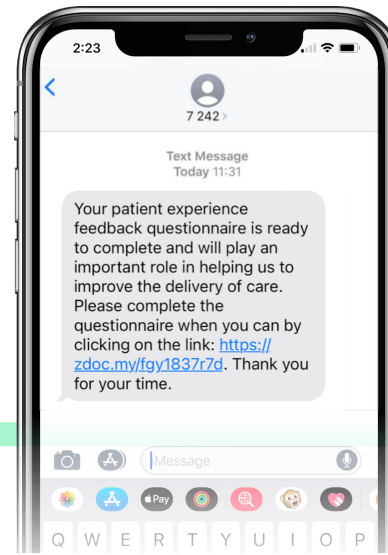 2:23
7 242 >
Text Message
Today 11:31
Your patient experience
feedback questionnaire is ready
to complete and will play an
important role in helping us to
improve the delivery of care.
Please complete the
questionnaire when you can by
clicking on the link: https://
zdoc.my/fgy1837r7d. Thank you
for your time.
iMessage
Pay
Q W E R T Y U I O P